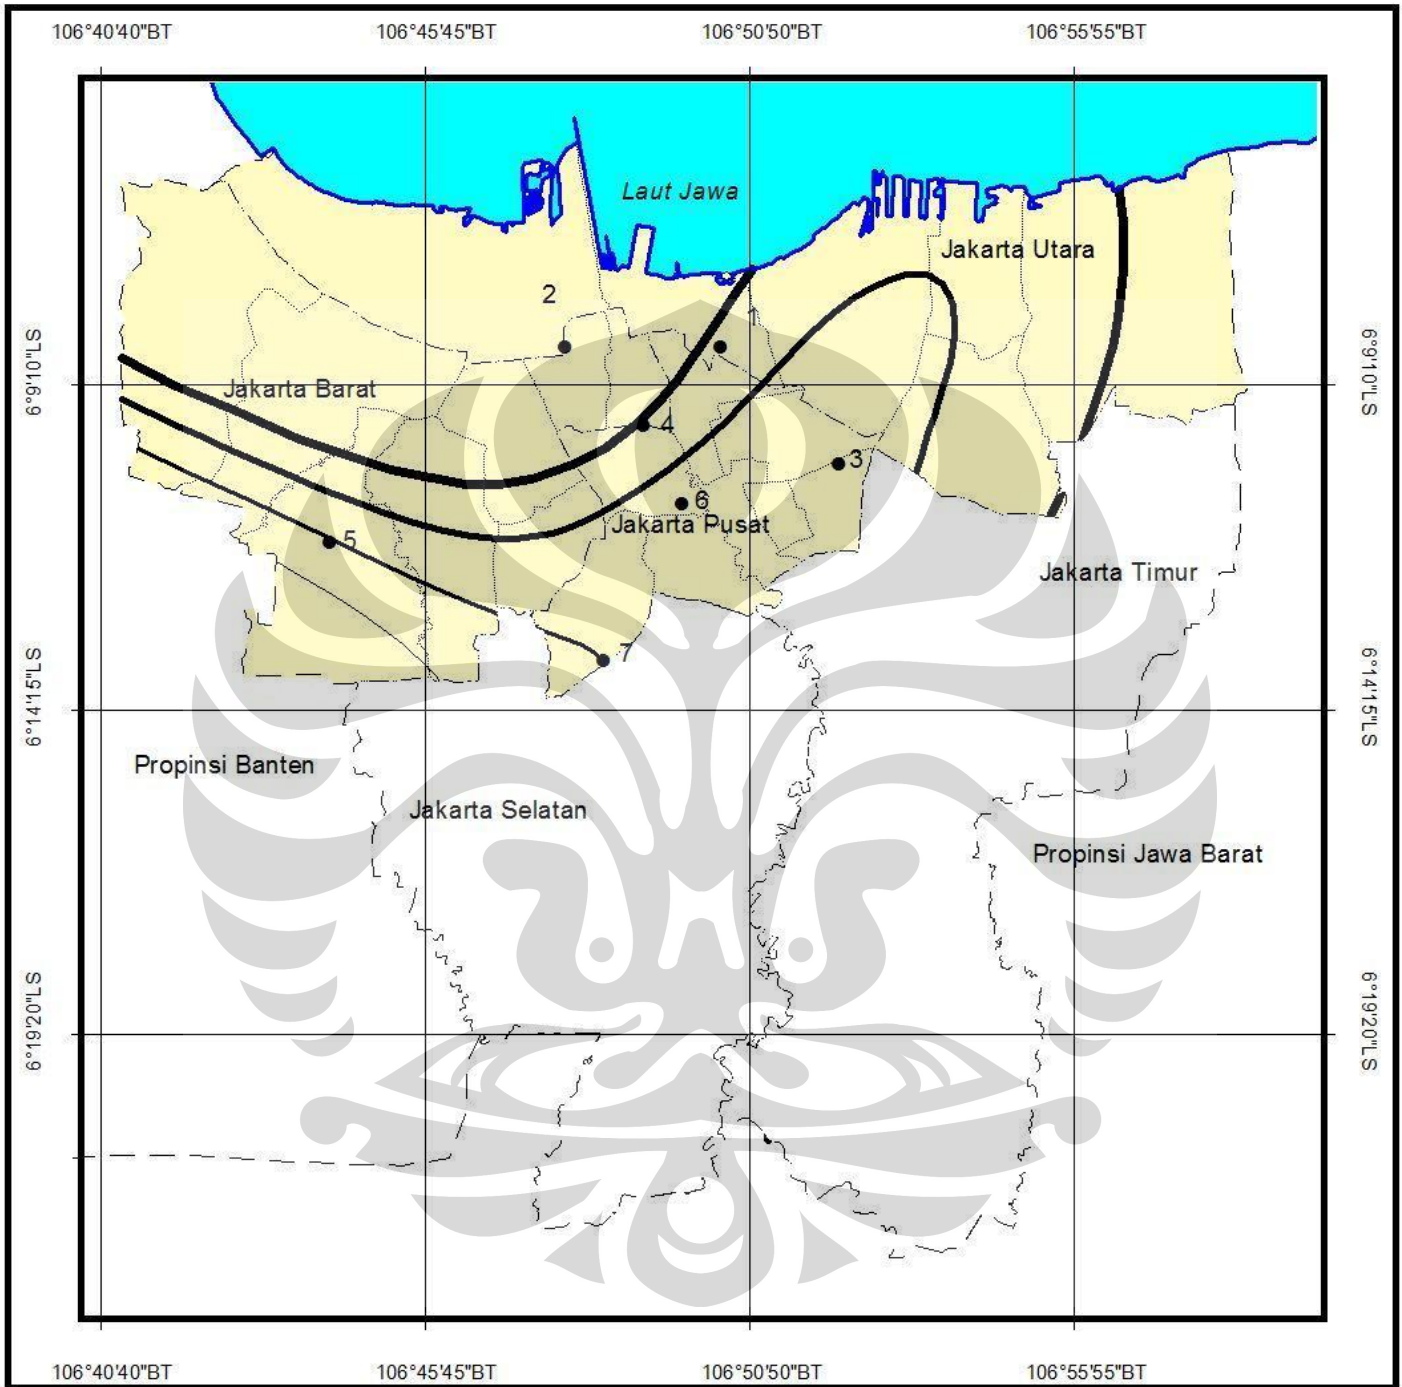 106°40'40"BT 106°45'45"BT 106°50'50"BT 106°55'55"BT
Laut Jawa
Jakarta Utara
2
1
6°9'10"LS
6°9'10"LS
Jakarta Barat
4
3
6
Jakarta Pusat
5
Jakarta Timur
7
6°14'15"LS
6°14'15"LS
Propinsi Banten
Jakarta Selatan
Propinsi Jawa Barat
6°19'20"LS
6°19'20"LS
106°40'40"BT 106°45'45"BT 106°50'50"BT 106°55'55"BT